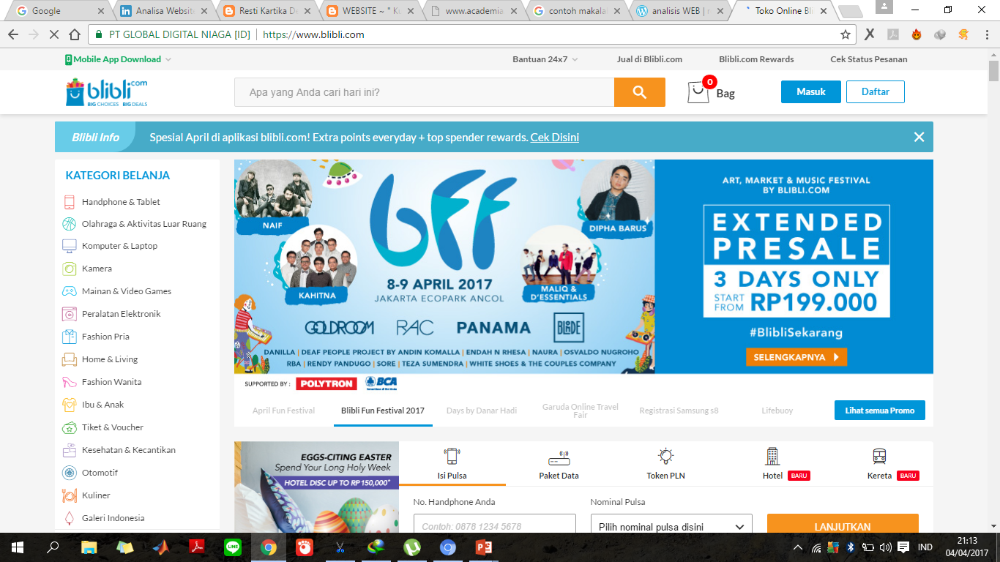 Google
Analisa Website
Resti Kartika De
WEBSITE ~ " Ku
www.academia
contoh makala
analisis WEB | r
Toko Online Bli
PT GLOBAL DIGITAL NIAGA [ID] https://www.blibli.com
Mobile App Download
Bantuan 24x7
Jual di Blibli.com
Blibli.com Rewards
Cek Status Pesanan
blibli.com
BIG CHOICES BIG DEALS
Apa yang Anda cari hari ini?
0
Bag
Masuk
Daftar
Blibli Info
Spesial April di aplikasi blibli.com! Extra points everyday + top spender rewards. Cek Disini
KATEGORI BELANJA
Handphone & Tablet
Olahraga & Aktivitas Luar Ruang
Komputer & Laptop
Kamera
Mainan & Video Games
Peralatan Elektronik
Fashion Pria
Home & Living
Fashion Wanita
Ibu & Anak
Tiket & Voucher
Kesehatan & Kecantikan
Otomotif
Kuliner
Galeri Indonesia
NAIF
KAHITNA
bff
8-9 APRIL 2017
JAKARTA ECOPARK ANCOL
DIPHA BARUS
MALIQ &
D'ESSENTIALS
GOLDROOM RAC PANAMA BLONDE
DANILLA | DEAF PEOPLE PROJECT BY ANDIN KOMALLA | ENDAH N RHESA | NAURA | OSVALDO NUGROHO
RBA | RENDY PANDUGO | SORE | TEZA SUMENDRA | WHITE SHOES & THE COUPLES COMPANY
ART, MARKET & MUSIC FESTIVAL
BY BLIBLI.COM
EXTENDED
PRESALE
3 DAYS ONLY
START
FROM RP199.000
#BlibliSekarang
SELENGKAPNYA
SUPPORTED BY : POLYTRON BCA
April Fun Festival
Blibli Fun Festival 2017
Days by Danar Hadi
Garuda Online Travel
Fair
Registrasi Samsung s8
Lifebuoy
Lihat semua Promo
EGGS-CITING EASTER
Spend Your Long Holy Week
HOTEL DISC UP TO RP 150,000*
Isi Pulsa
Paket Data
Token PLN
Hotel BARU
Kereta BARU
No. Handphone Anda
Contoh: 0878 1234 5678
Nominal Pulsa
Pilih nominal pulsa disini
LANJUTKAN
IND
21:13
04/04/2017